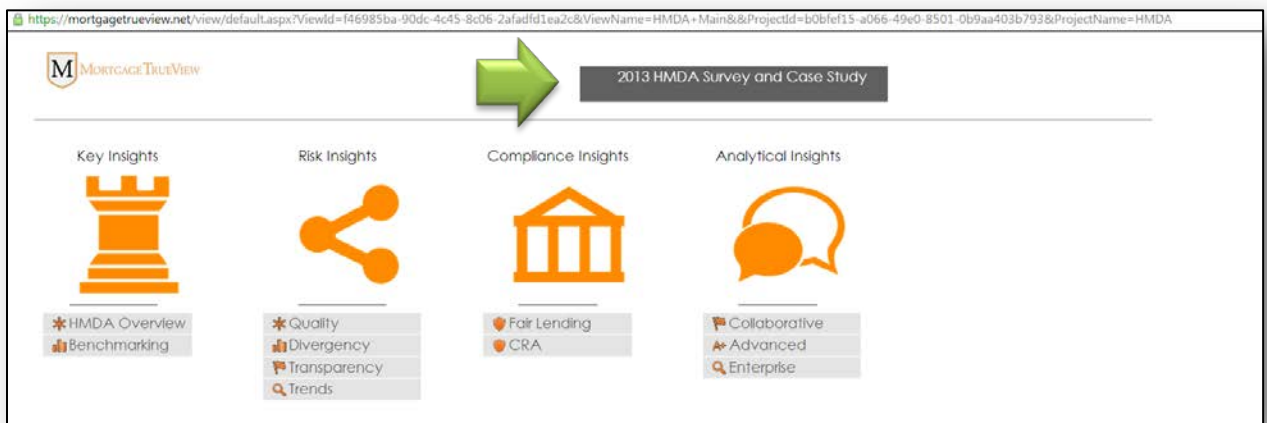 https://mortgagetrueview.net/view/default.aspx?ViewId=f46985ba-90dc-4c45-8c06-2afadfd1ea2c&ViewName=HMDA+Main&&ProjectId=b0bfef15-a066-49e0-8501-0b9aa403b793&ProjectName=HMDA
M MORTGAGE TRUEVIEW
2013 HMDA Survey and Case Study
Key Insights
Risk Insights
Compliance Insights
Analytical Insights
HMDA Overview
Benchmarking
Quality
Divergency
Transparency
Trends
Fair Lending
CRA
Collaborative
A+ Advanced
Enterprise